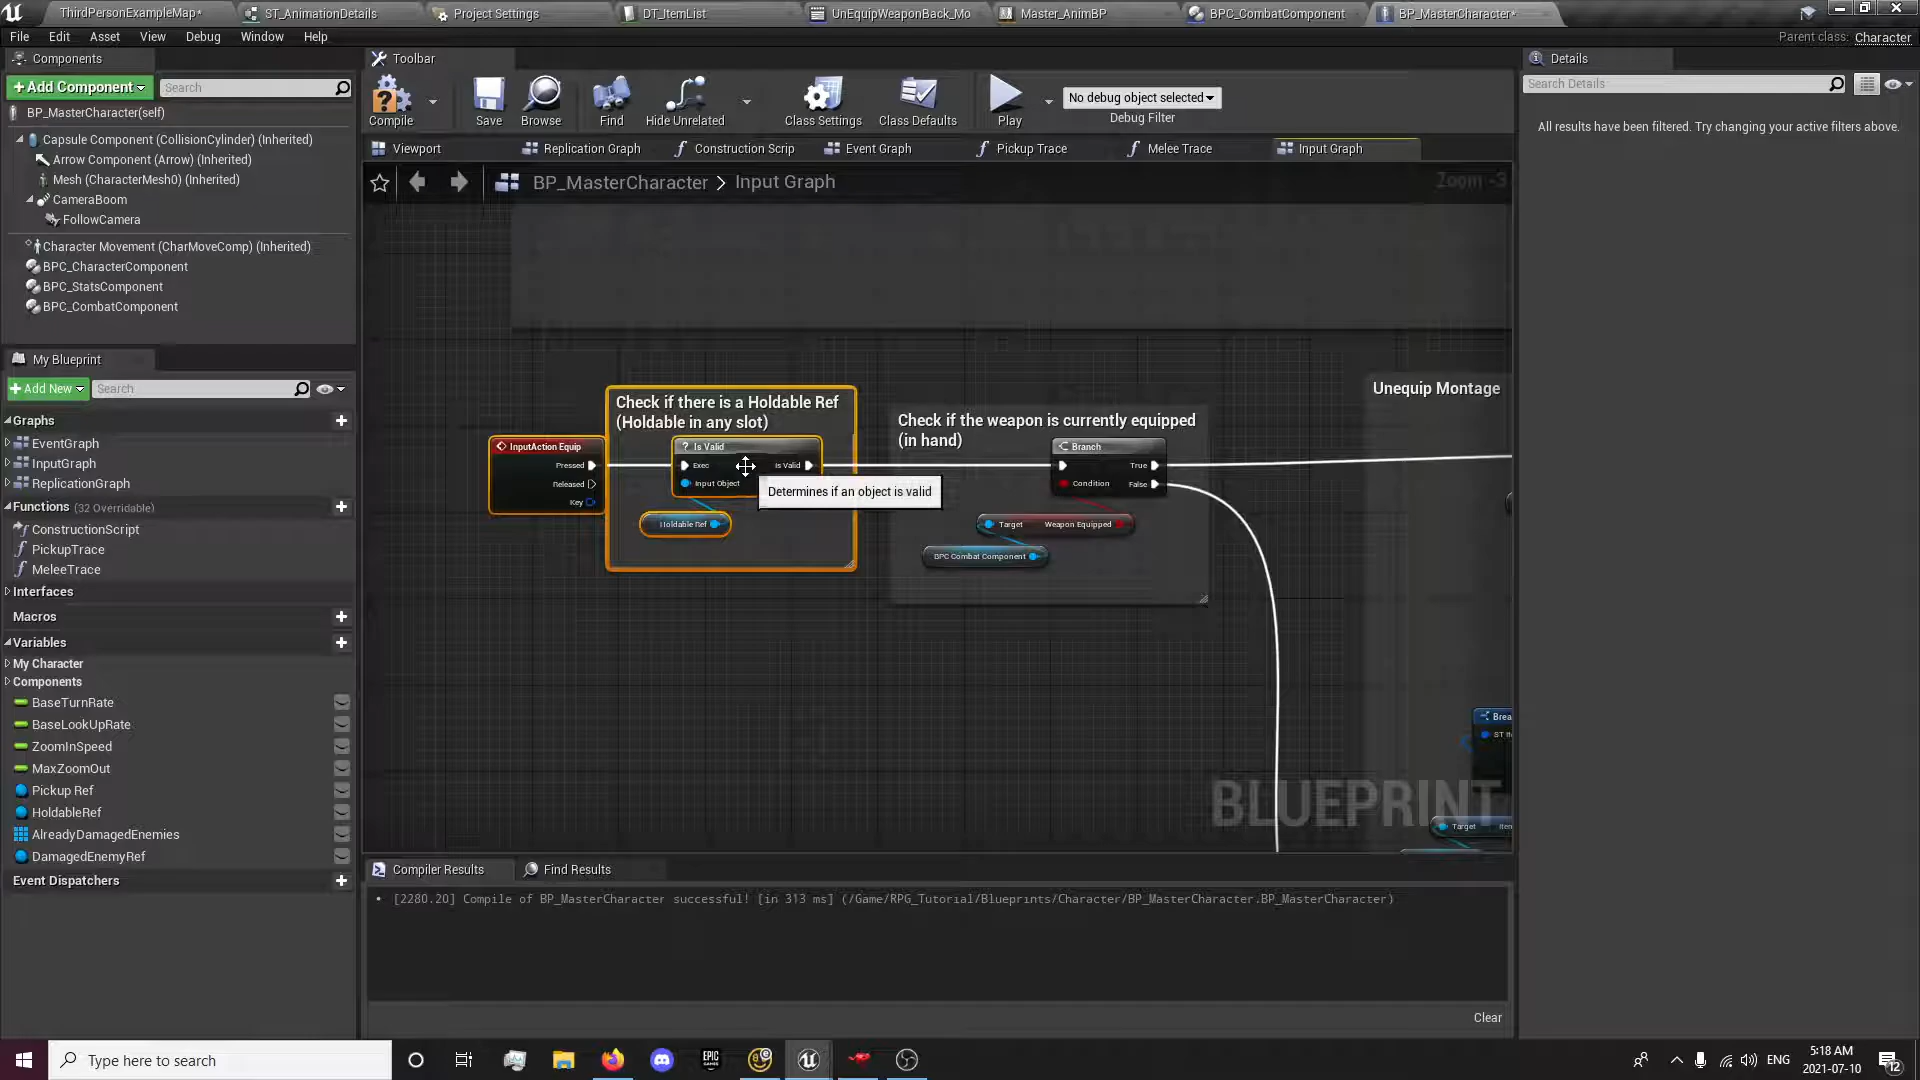 ThirdPersonExampleMap*
ST_AnimationDetails
Project Settings
DT_ItemList
UnEquipWeaponBack_Mo
Master_AnimBP
BPC_CombatComponent
BP_MasterCharacter*
File Edit Asset View Debug Window Help
Parent class: Character
Components
+Add Component
Search
BP_MasterCharacter(self)
Capsule Component (CollisionCylinder) (Inherited)
Arrow Component (Arrow) (Inherited)
Mesh (CharacterMesh0) (Inherited)
CameraBoom
FollowCamera
Character Movement (CharMoveComp) (Inherited)
BPC_CharacterComponent
BPC_StatsComponent
BPC_CombatComponent
My Blueprint
+Add New
Search
Graphs
EventGraph
InputGraph
ReplicationGraph
Functions (32 Overridable)
ConstructionScript
PickupTrace
MeleeTrace
Interfaces
Macros
Variables
My Character
Components
BaseTurnRate
BaseLookUpRate
ZoomInSpeed
MaxZoomOut
Pickup Ref
HoldableRef
AlreadyDamagedEnemies
DamagedEnemyRef
Event Dispatchers
Toolbar
Compile
Save
Browse
Find
Hide Unrelated
Class Settings
Class Defaults
Play
No debug object selected
Debug Filter
Viewport
Replication Graph
Construction Scrip
Event Graph
Pickup Trace
Melee Trace
Input Graph
BP_MasterCharacter > Input Graph
Zoom -3
Check if there is a Holdable Ref
(Holdable in any slot)
InputAction Equip
Pressed
Released
Key
? Is Valid
Exec
Is Valid
Input Object
Holdable Ref
Determines if an object is valid
Check if the weapon is currently equipped
(in hand)
Branch
True
Condition
False
Target
Weapon Equipped
BPC Combat Component
Unequip Montage
Brea
ST It
Target
Item
BLUEPRINT
Compiler Results
Find Results
• [2280.20] Compile of BP_MasterCharacter successful! [in 313 ms] (/Game/RPG_Tutorial/Blueprints/Character/BP_MasterCharacter.BP_MasterCharacter)
Clear
Details
Search Details
All results have been filtered. Try changing your active filters above.
Type here to search
EPIC
GAMES
ENG
5:18 AM
2021-07-10
12